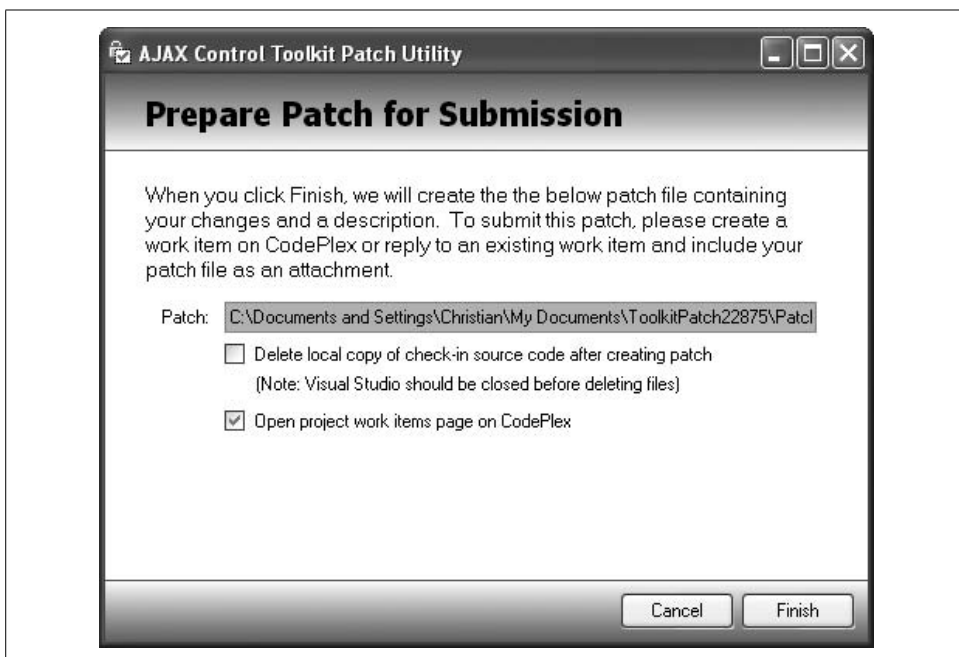 AJAX Control Toolkit Patch Utility
Prepare Patch for Submission
When you click Finish, we will create the the below patch file containing
your changes and a description. To submit this patch, please create a
work item on CodePlex or reply to an existing work item and include your
patch file as an attachment.
Patch: C:\Documents and Settings\Christian\My Documents\ToolkitPatch22875\Patcl
Delete local copy of check-in source code after creating patch
(Note: Visual Studio should be closed before deleting files)
Open project work items page on CodePlex
Cancel Finish